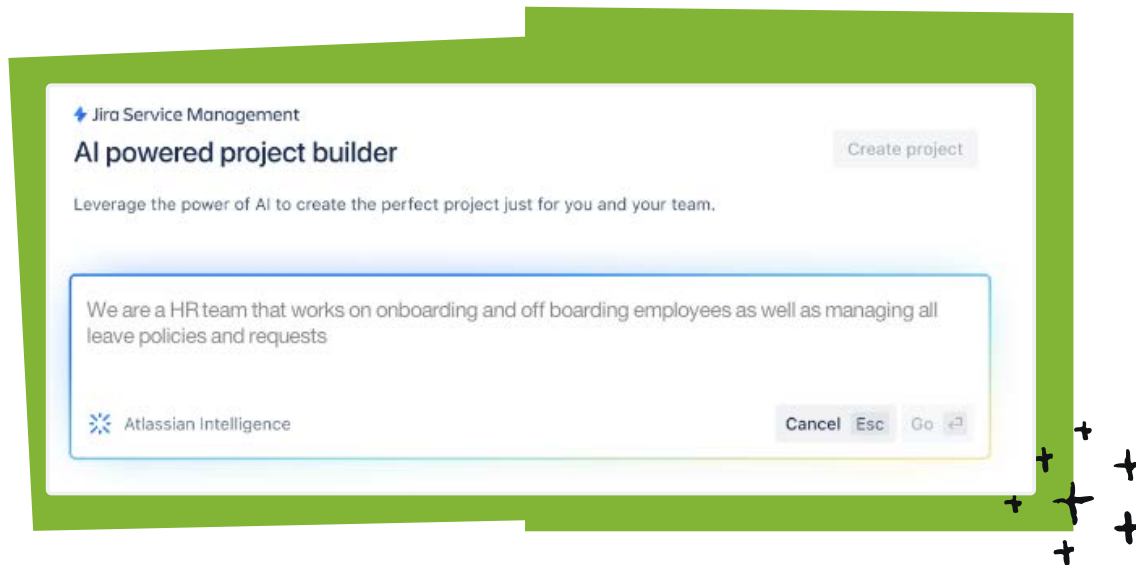 Jira Service Management
AI powered project builder
Create project
Leverage the power of AI to create the perfect project just for you and your team.
We are a HR team that works on onboarding and off boarding employees as well as managing all
leave policies and requests
Atlassian Intelligence
Cancel Esc Go